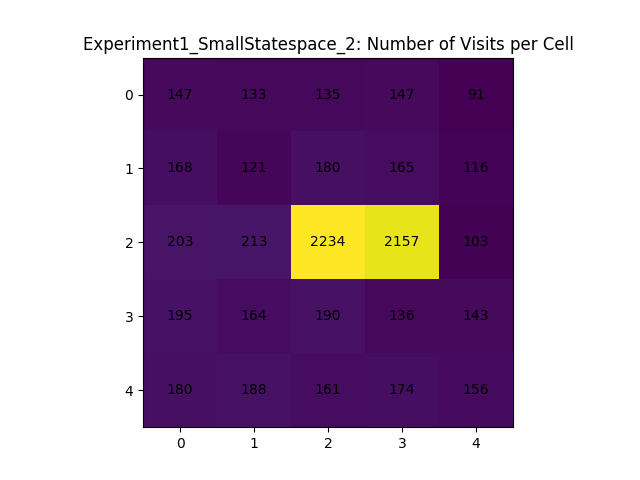 Experiment1_SmallStatespace_2: Number of Visits per Cell
0 147 133 135 147 91
1 168 121 180 165 116
2 203 213 2234 2157 103
3 195 164 190 136 143
4 180 188 161 174 156
0 1 2 3 4